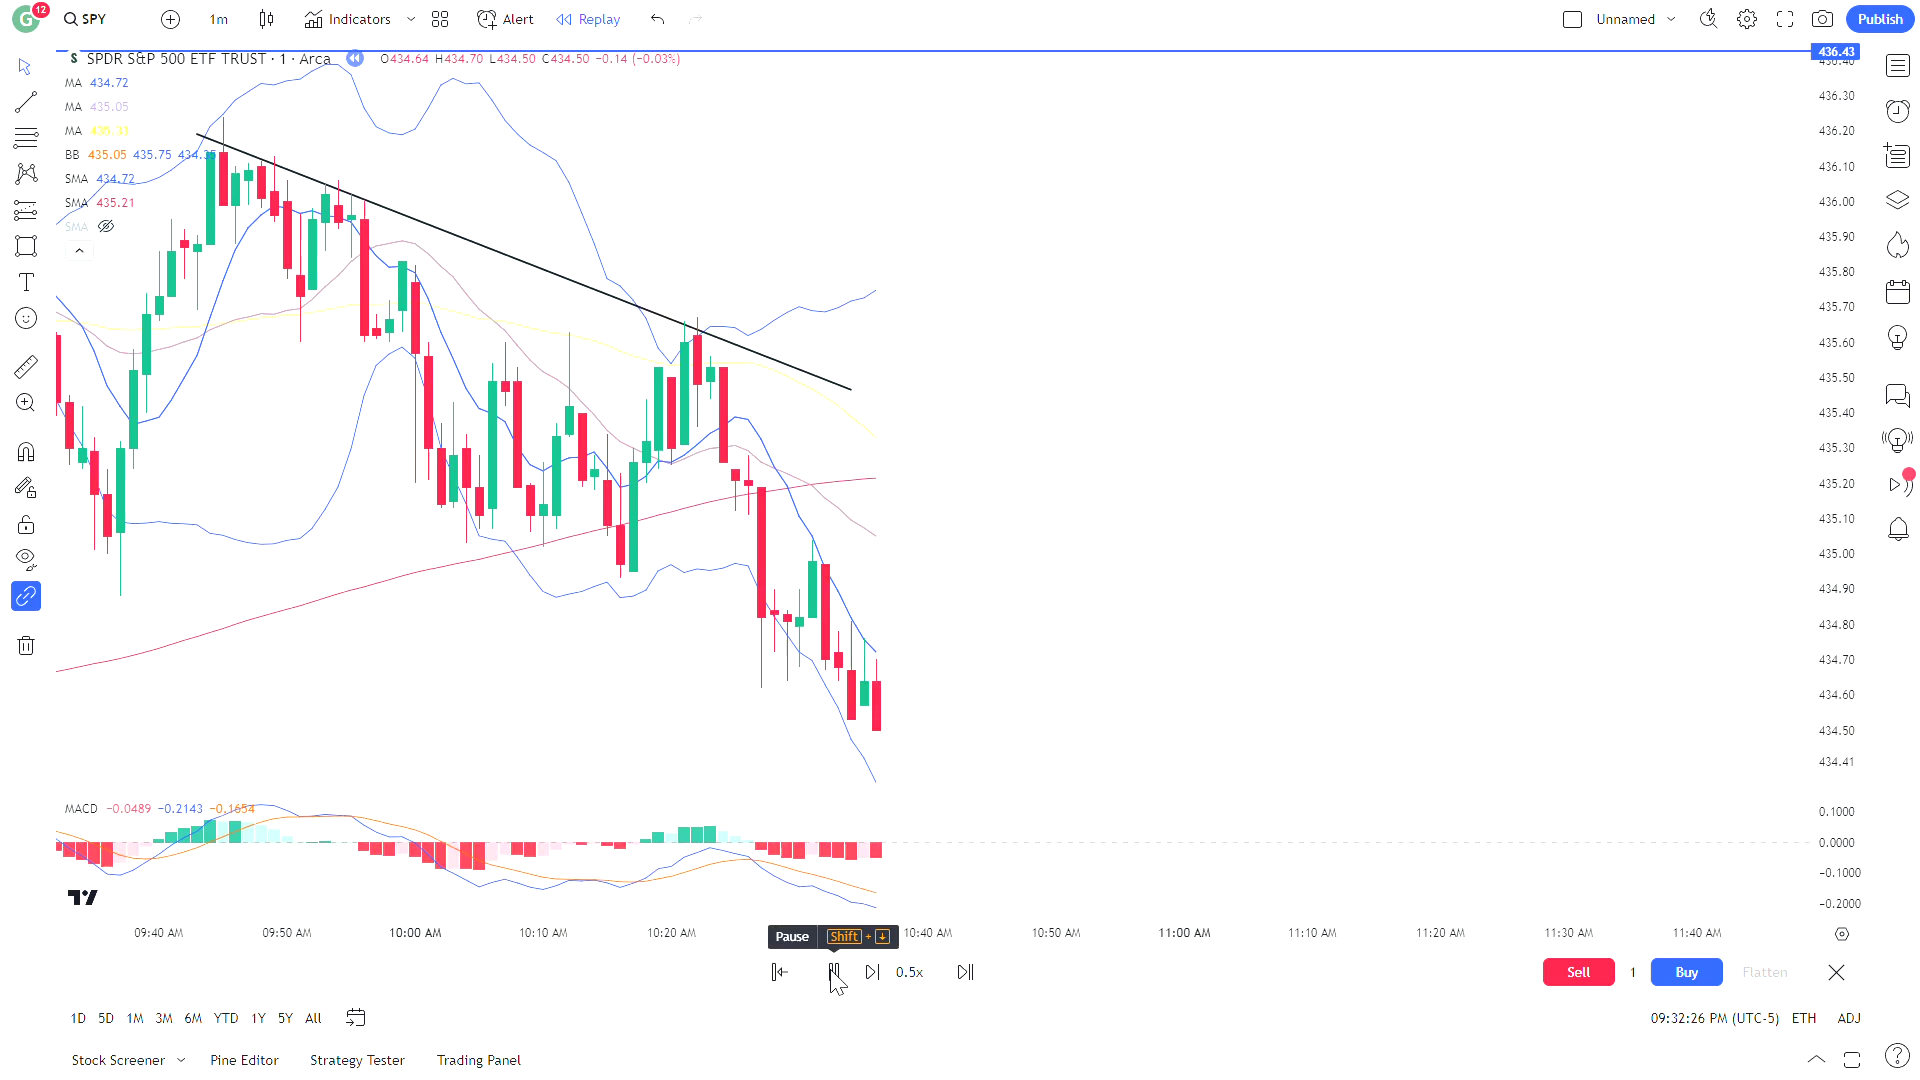 G 12 SPY 1m Indicators Alert Replay Unnamed Publish
S SPDR S&P 500 ETF TRUST · 1 · Arca O434.64 H434.70 L434.50 C434.50 −0.14 (−0.03%)
MA 434.72
MA 435.05
MA 435.33
BB 435.05 435.75 434.35
SMA 434.72
SMA 435.21
SMA
436.43
436.40
436.30
436.20
436.10
436.00
435.90
435.80
435.70
435.60
435.50
435.40
435.30
435.20
435.10
435.00
434.90
434.80
434.70
434.60
434.50
434.41
MACD −0.0489 −0.2143 −0.1654
0.1000
0.0000
−0.1000
−0.2000
09:40 AM 09:50 AM 10:00 AM 10:10 AM 10:20 AM 10:40 AM 10:50 AM 11:00 AM 11:10 AM 11:20 AM 11:30 AM 11:40 AM
Pause Shift + ↓
0.5x Sell 1 Buy Flatten
1D 5D 1M 3M 6M YTD 1Y 5Y All 09:32:26 PM (UTC-5) ETH ADJ
Stock Screener Pine Editor Strategy Tester Trading Panel